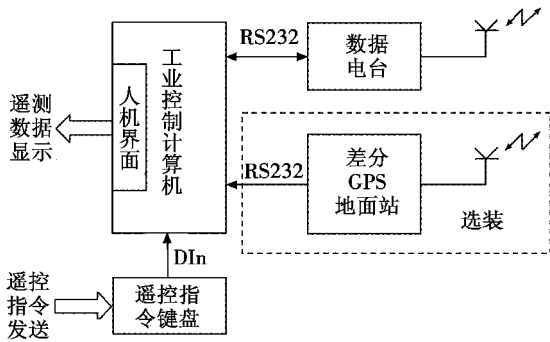 遥测
数据
显示
人机界面
工业控制计算机
RS232
数据
电台
RS232
差分
GPS
地面站
选装
DIn
遥控
指令
发送
遥控指
令键盘